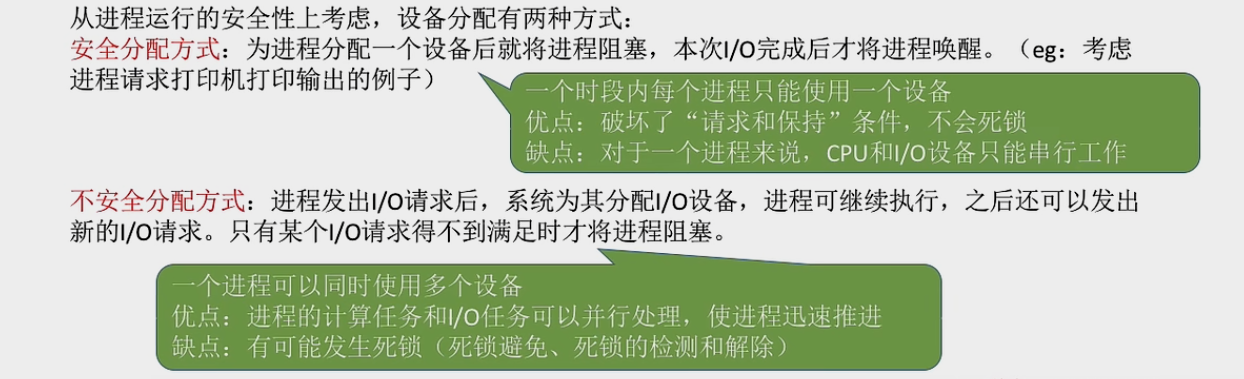 从进程运行的安全性上考虑，设备分配有两种方式：
安全分配方式：为进程分配一个设备后就将进程阻塞，本次I/O完成后才将进程唤醒。（eg：考虑
进程请求打印机打印输出的例子）
一个时段内每个进程只能使用一个设备
优点：破坏了“请求和保持”条件，不会死锁
缺点：对于一个进程来说，CPU和I/O设备只能串行工作
不安全分配方式：进程发出I/O请求后，系统为其分配I/O设备，进程可继续执行，之后还可以发出
新的I/O请求。只有某个I/O请求得不到满足时才将进程阻塞。
一个进程可以同时使用多个设备
优点：进程的计算任务和I/O任务可以并行处理，使进程迅速推进
缺点：有可能发生死锁（死锁避免、死锁的检测和解除）